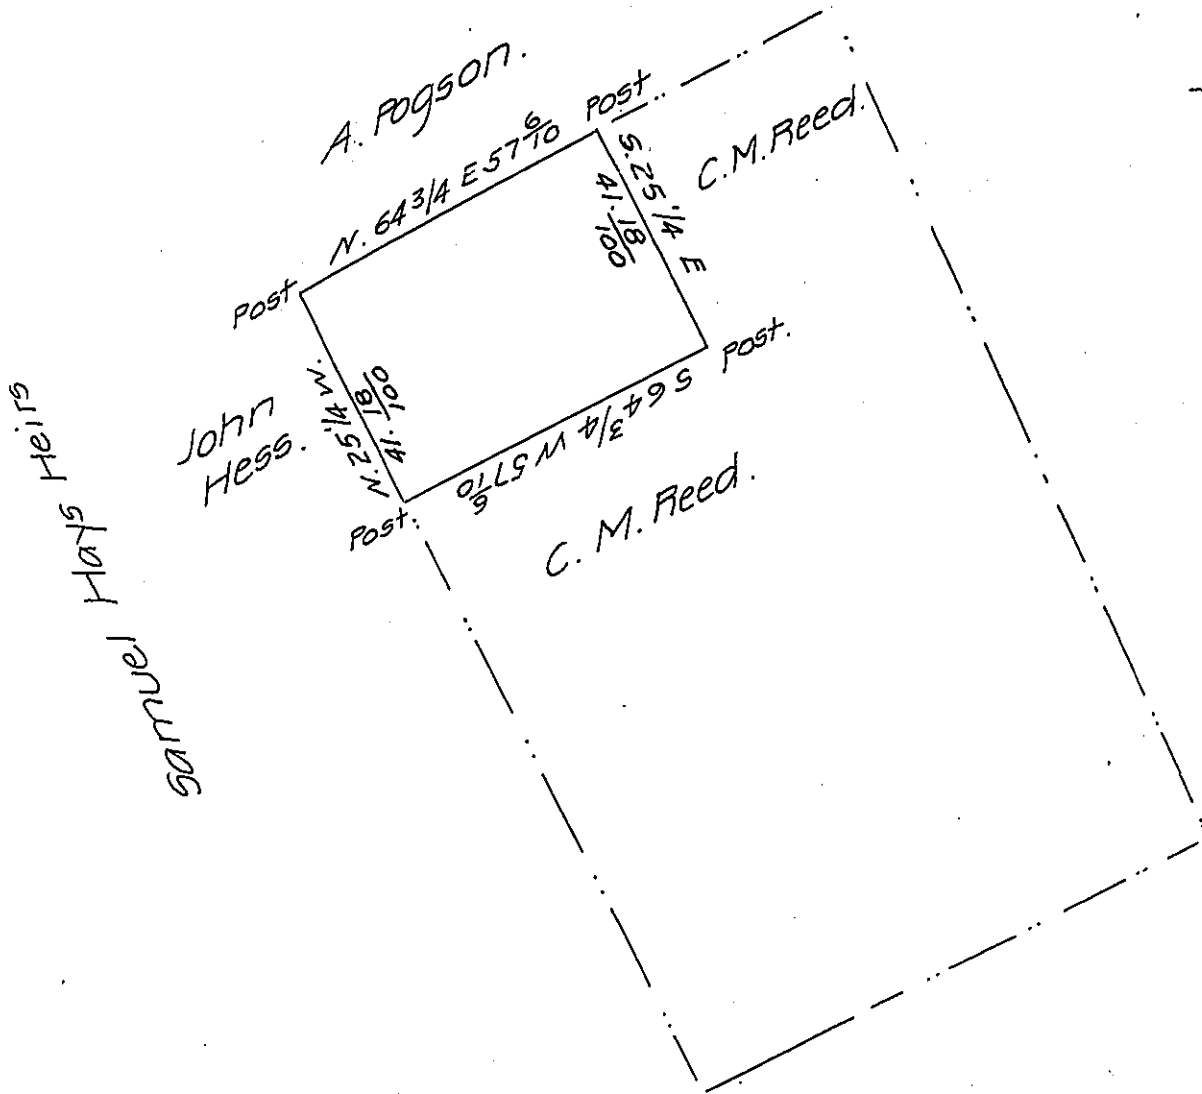 A. Pogson.
Post
N. 64 3/4 E 57 6/10
C. M. Reed.
S. 25 1/4 E
41. 18/100
Post
Post.
John
Hess.
N. 25 1/4 W.
41. 18/100
S 64 3/4 W 57 6/10
Post.
C. M. Reed.
Samuel Hays Heirs